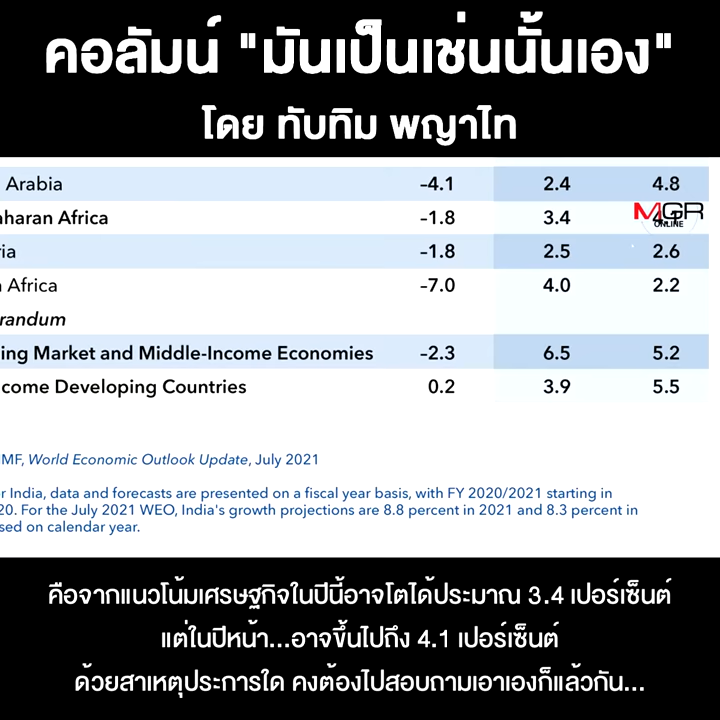 คอลัมน์ "มันเป็นเช่นนั้นเอง"
โดย ทับทิม พญาไท
Arabia –4.1 2.4 4.8
aharan Africa –1.8 3.4 4.1
MGR ONLINE
ria –1.8 2.5 2.6
Africa –7.0 4.0 2.2
randum
ing Market and Middle-Income Economies –2.3 6.5 5.2
come Developing Countries 0.2 3.9 5.5
MF, World Economic Outlook Update, July 2021
r India, data and forecasts are presented on a fiscal year basis, with FY 2020/2021 starting in
20. For the July 2021 WEO, India's growth projections are 8.8 percent in 2021 and 8.3 percent in
sed on calendar year.
คือจากแนวโน้มเศรษฐกิจในปีนี้อาจโตได้ประมาณ 3.4 เปอร์เซ็นต์
แต่ในปีหน้า...อาจขึ้นไปถึง 4.1 เปอร์เซ็นต์
ด้วยสาเหตุประการใด คงต้องไปสอบถามเอาเองก็แล้วกัน...